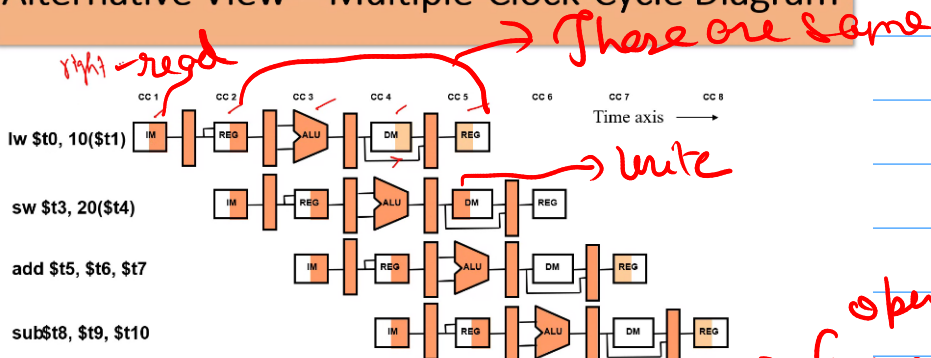 Alternative View – Multiple-Clock-Cycle Diagram
These are same
right - read
CC 1 CC 2 CC 3 CC 4 CC 5 CC 6 CC 7 CC 8
Time axis
lw $t0, 10($t1) IM REG ALU DM REG
write
sw $t3, 20($t4) IM REG ALU DM REG
add $t5, $t6, $t7 IM REG ALU DM REG
sub$t8, $t9, $t10 IM REG ALU DM REG